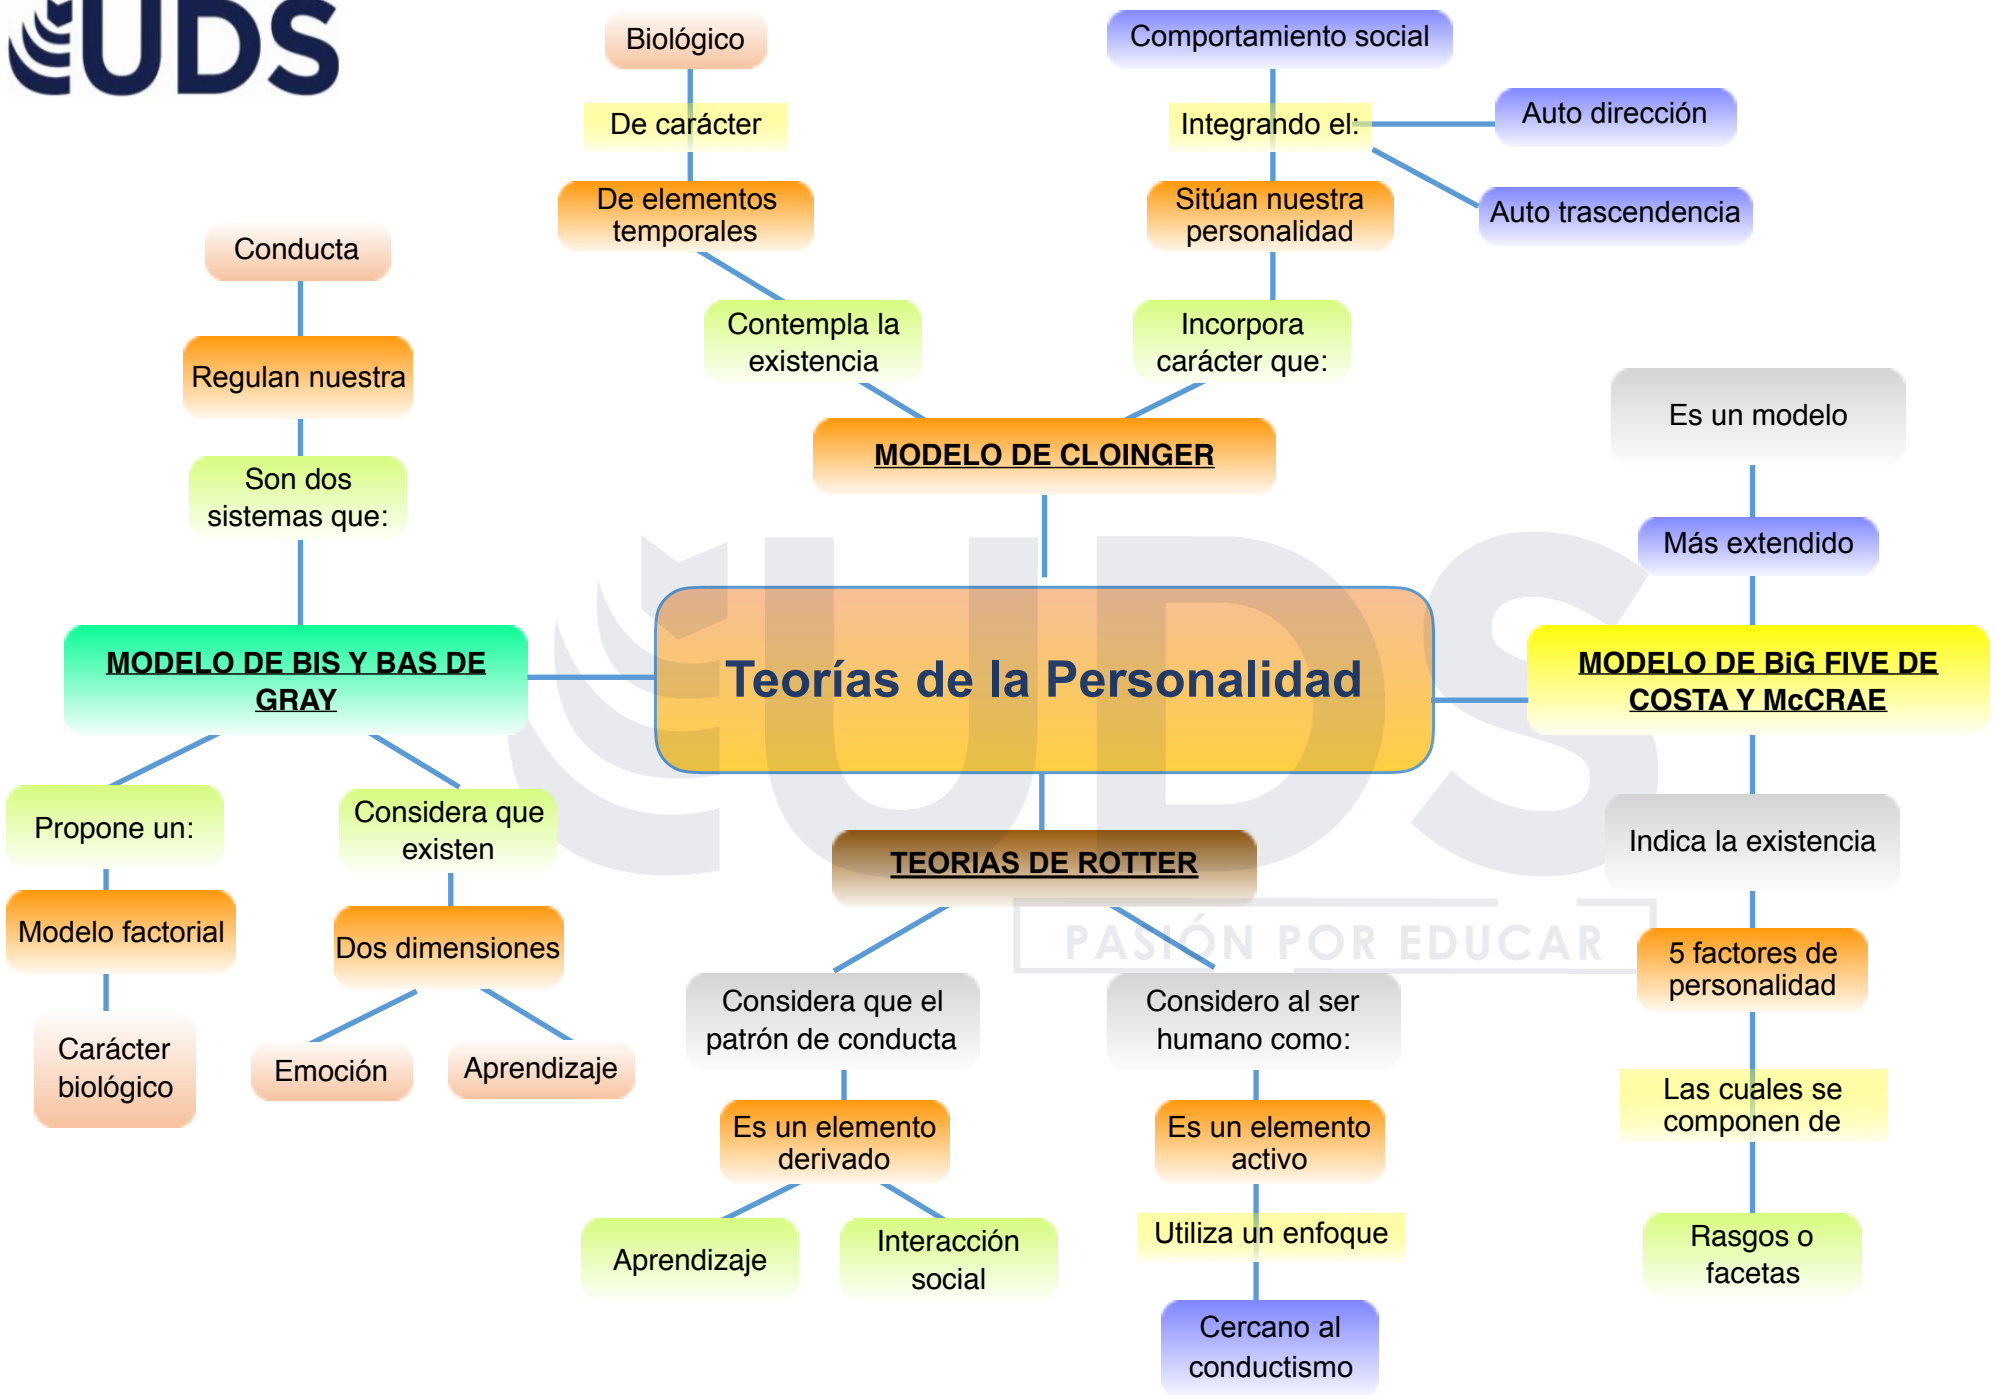 UDS
Biológico
De carácter
De elementos
temporales
Contempla la
existencia
Comportamiento social
Integrando el:
Auto dirección
Auto trascendencia
Sitúan nuestra
personalidad
Incorpora
carácter que:
MODELO DE CLOINGER
Conducta
Regulan nuestra
Son dos
sistemas que:
MODELO DE BIS Y BAS DE
GRAY
Propone un:
Modelo factorial
Carácter
biológico
Considera que
existen
Dos dimensiones
Emoción
Aprendizaje
Teorías de la Personalidad
Es un modelo
Más extendido
MODELO DE BiG FIVE DE
COSTA Y McCRAE
Indica la existencia
5 factores de
personalidad
Las cuales se
componen de
Rasgos o
facetas
TEORIAS DE ROTTER
Considera que el
patrón de conducta
Es un elemento
derivado
Aprendizaje
Interacción
social
Considero al ser
humano como:
Es un elemento
activo
Utiliza un enfoque
Cercano al
conductismo
UDS
PASIÓN POR EDUCAR